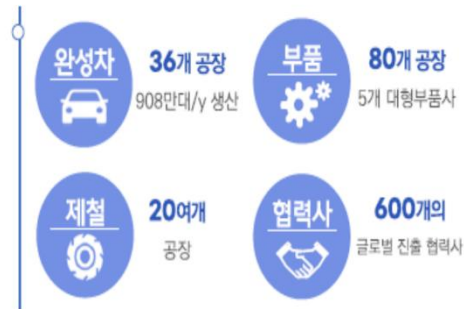 완성차
36개 공장
908만대/y 생산
부품
80개 공장
5개 대형부품사
제철
20여개
공장
협력사
600개의
글로벌 진출 협력사